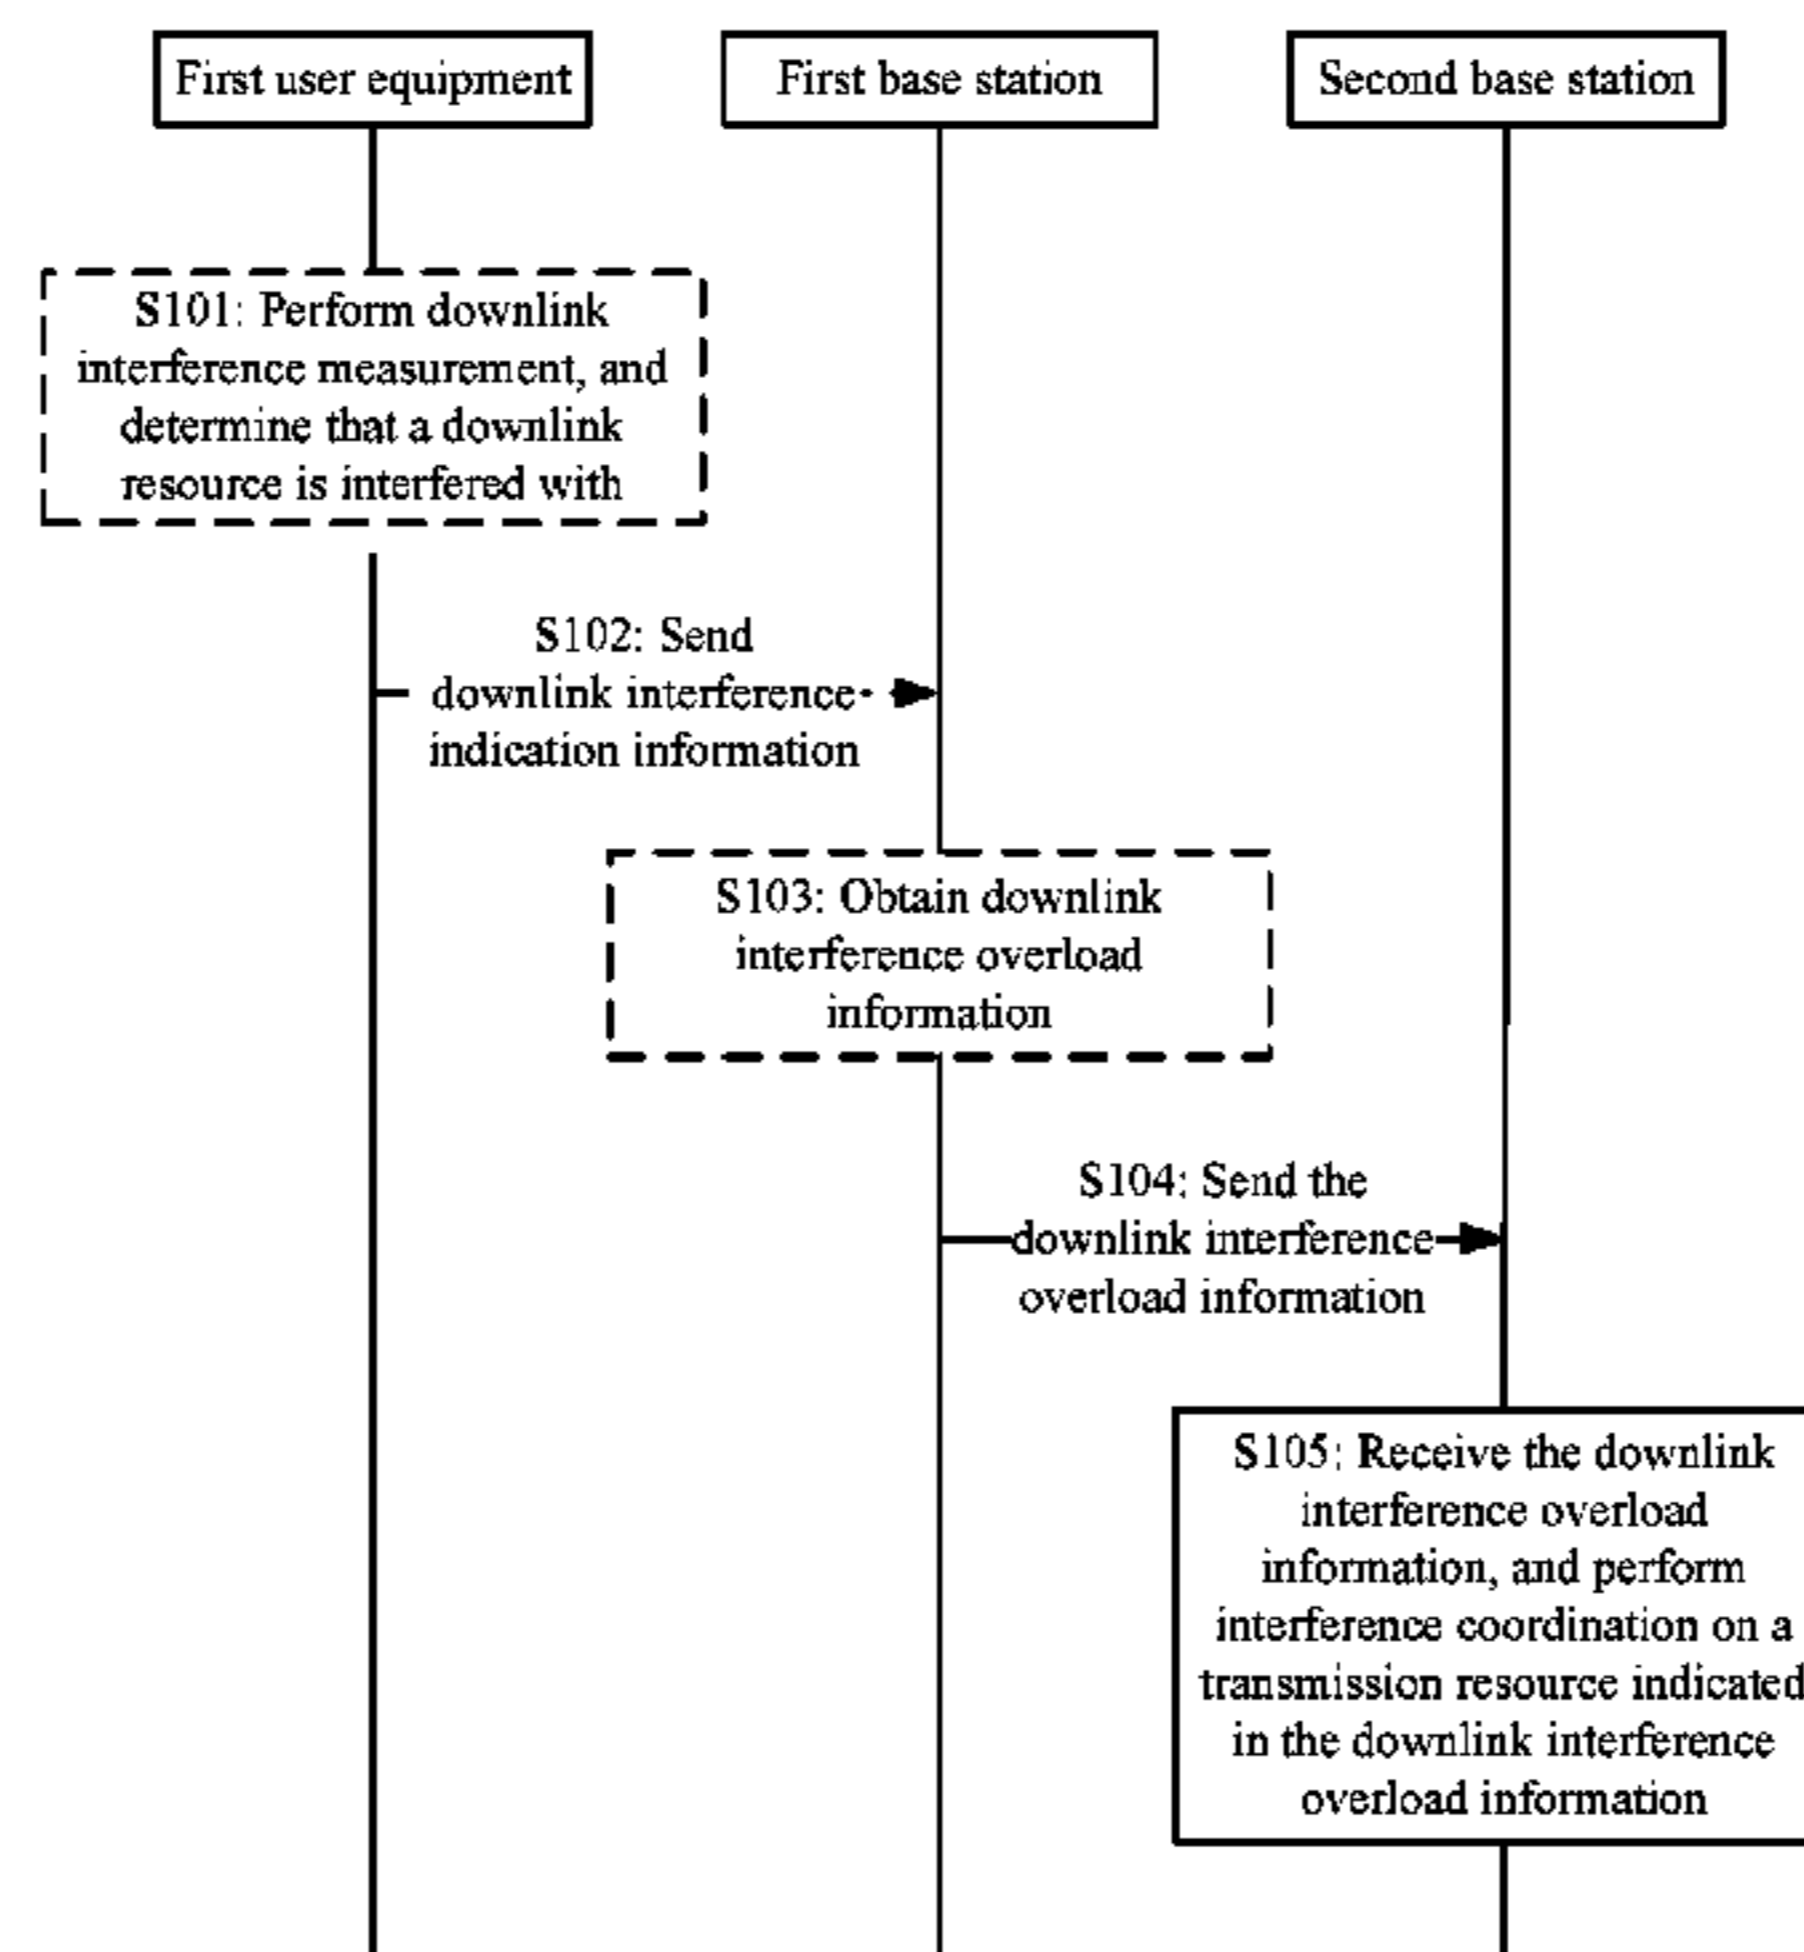 First user equipment
First base station
Second base station
S101: Perform downlink
interference measurement, and
determine that a downlink
resource is interfered with
S102: Send
downlink interference
indication information
S103: Obtain downlink
interference overload
information
S104: Send the
downlink interference
overload information
S105: Receive the downlink
interference overload
information, and perform
interference coordination on a
transmission resource indicated
in the downlink interference
overload information